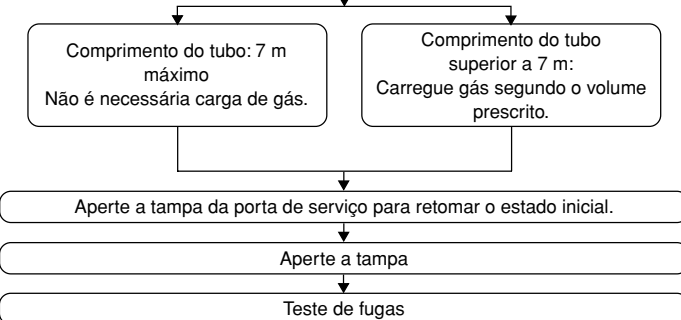 Comprimento do tubo: 7 m
máximo
Não é necessária carga de gás.
Comprimento do tubo
superior a 7 m:
Carregue gás segundo o volume
prescrito.
Aperte a tampa da porta de serviço para retomar o estado inicial.
Aperte a tampa
Teste de fugas